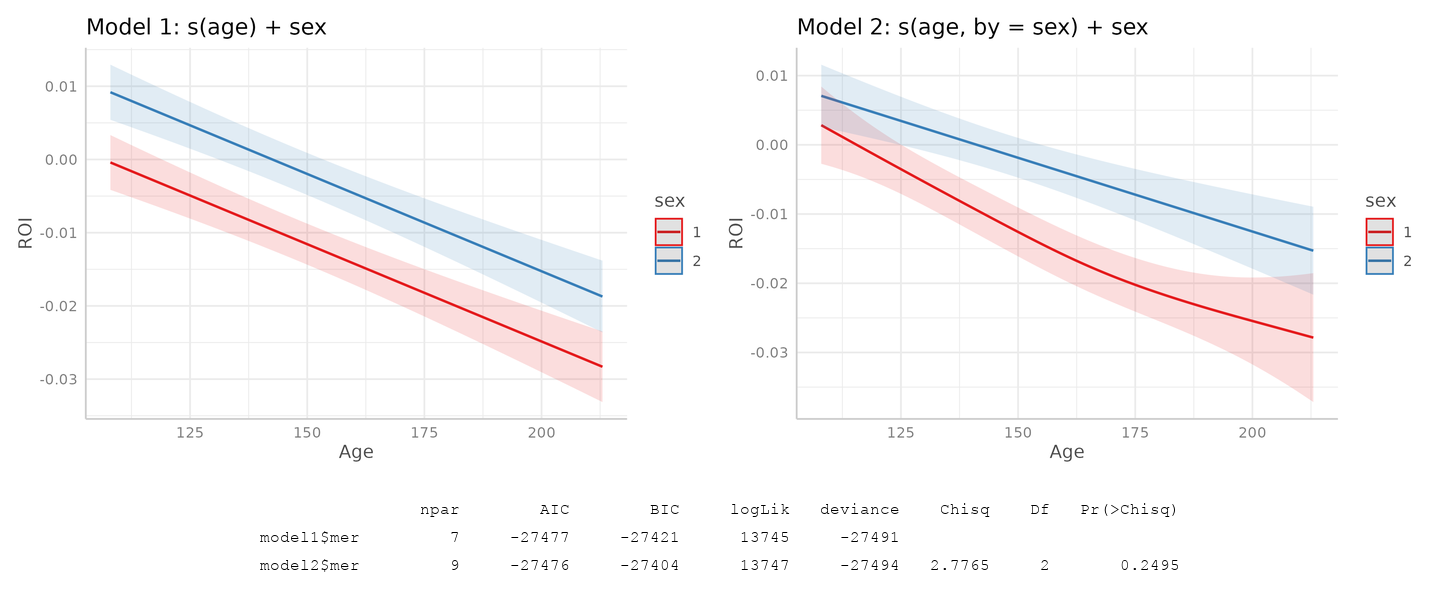 Model 1: s(age) + sex
0.01
0.00
-0.01
-0.02
-0.03
ROI
125 150 175 200
Age
sex
1
2
Model 2: s(age, by = sex) + sex
0.01
0.00
-0.01
-0.02
-0.03
ROI
125 150 175 200
Age
sex
1
2
npar AIC BIC logLik deviance Chisq Df Pr(>Chisq)
model1$mer 7 -27477 -27421 13745 -27491
model2$mer 9 -27476 -27404 13747 -27494 2.7765 2 0.2495